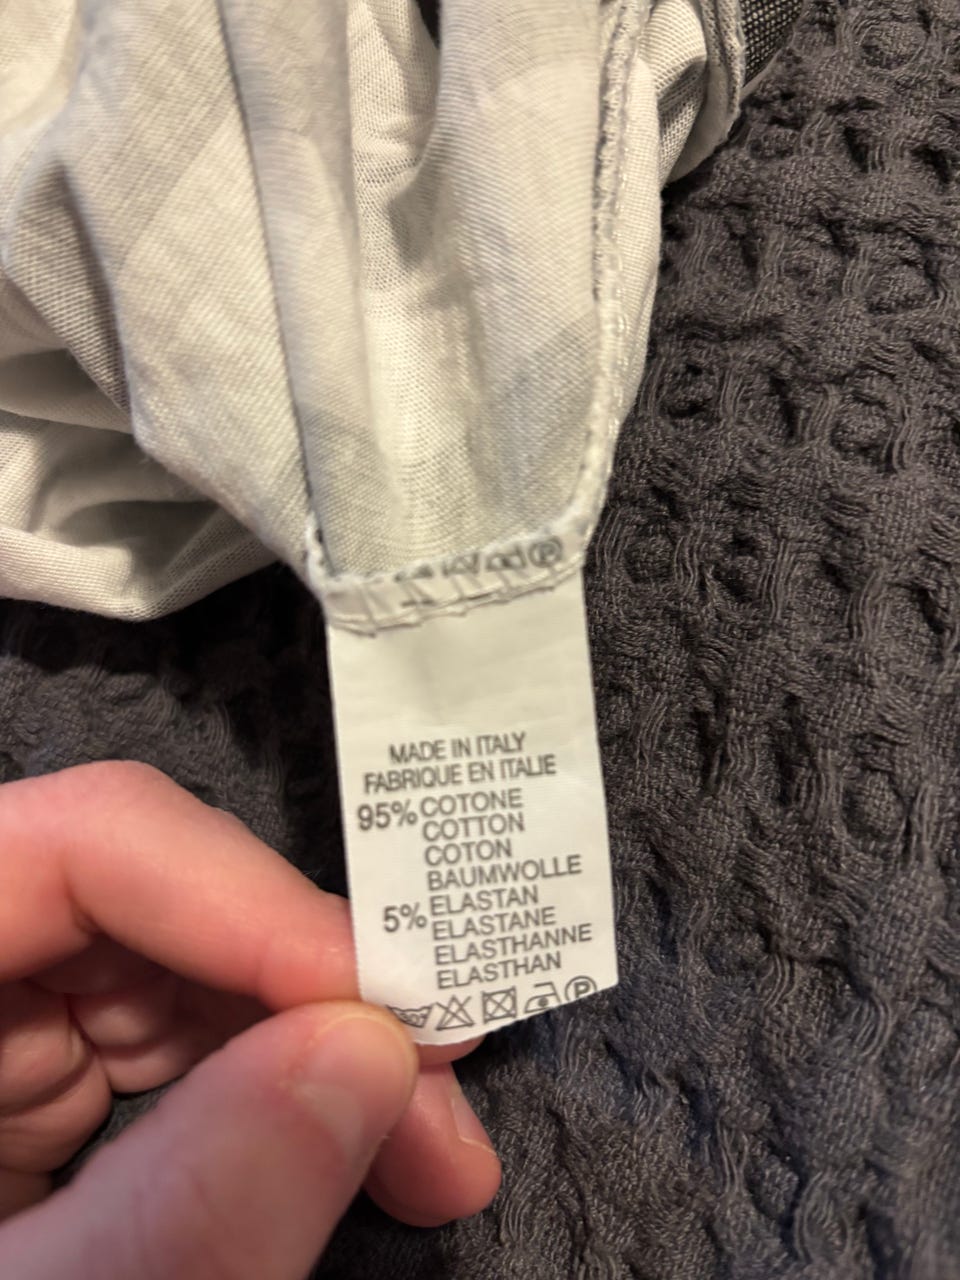 MADE IN ITALY
FABRIQUE EN ITALIE
95% COTONE
COTTON
COTON
BAUMWOLLE
5% ELASTAN
ELASTANE
ELASTHANNE
ELASTHAN
P